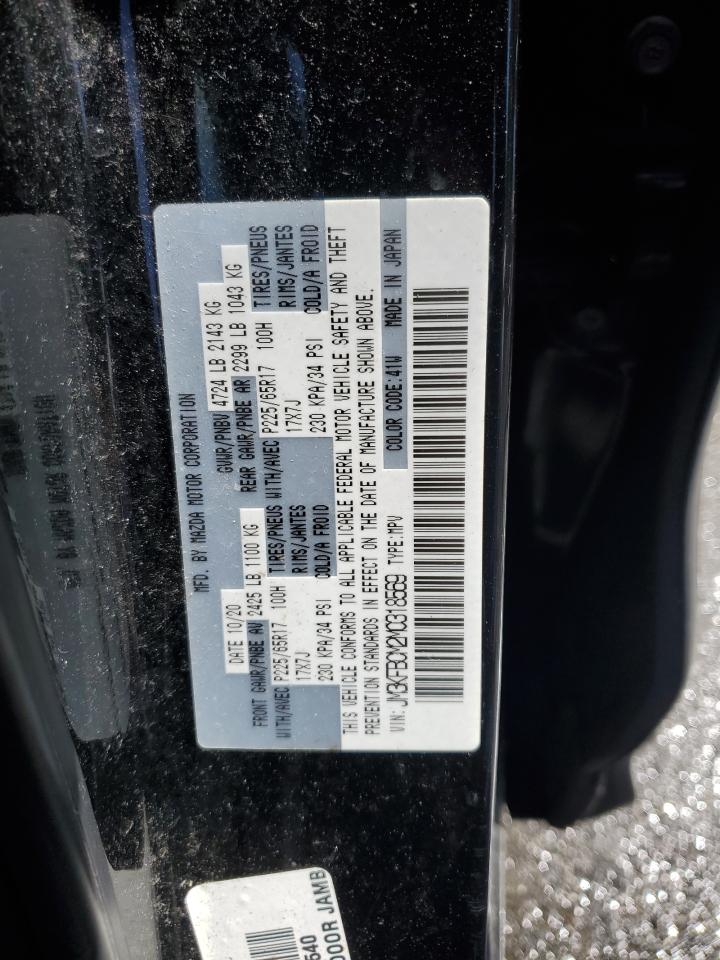 MFD. BY MAZDA MOTOR CORPORATION
DATE 10/20 GVWR/PNBV 4724 LB 2143 KG
FRONT GAWR/PNBE AV 2425 LB 1100 KG REAR GAWR/PNBE AR 2299 LB 1043 KG
WITH/AVEC P225/65R17 100H TIRES/PNEUS WITH/AVEC P225/65R17 100H TIRES/PNEUS
17X7J RIMS/JANTES 17X7J RIMS/JANTES
230 KPA/34 PSI COLD/A FROID 230 KPA/34 PSI COLD/A FROID
THIS VEHICLE CONFORMS TO ALL APPLICABLE FEDERAL MOTOR VEHICLE SAFETY AND THEFT
PREVENTION STANDARDS IN EFFECT ON THE DATE OF MANUFACTURE SHOWN ABOVE.
VIN: JM3KFBCM2M0318569 TYPE:MPV COLOR CODE:41W MADE IN JAPAN
540
DOOR JAMB